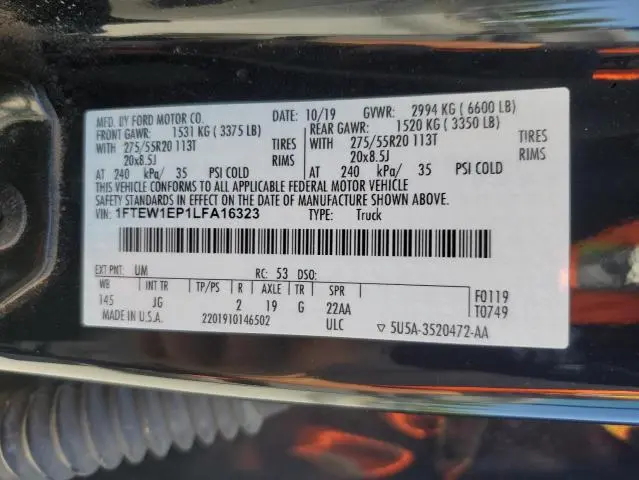 MFD. BY FORD MOTOR CO. DATE: 10/19 GVWR: 2994 KG ( 6600 LB)
FRONT GAWR: 1531 KG ( 3375 LB) REAR GAWR: 1520 KG ( 3350 LB)
WITH 275/55R20 113T TIRES WITH 275/55R20 113T TIRES
20x8.5J RIMS 20x8.5J RIMS
AT 240 kPa/ 35 PSI COLD AT 240 kPa/ 35 PSI COLD
THIS VEHICLE CONFORMS TO ALL APPLICABLE FEDERAL MOTOR VEHICLE
SAFETY STANDARDS IN EFFECT ON THE DATE OF MANUFACTURE SHOWN ABOVE.
VIN: 1FTEW1EP1LFA16323 TYPE: Truck
EXT PNT: UM RC: 53 DSO:
WB INT TR TP/PS R AXLE TR SPR
145 JG 2 19 G 22AA
F0119
T0749
MADE IN U.S.A. 2201910146502 ULC ▽ 5U5A-3520472-AA